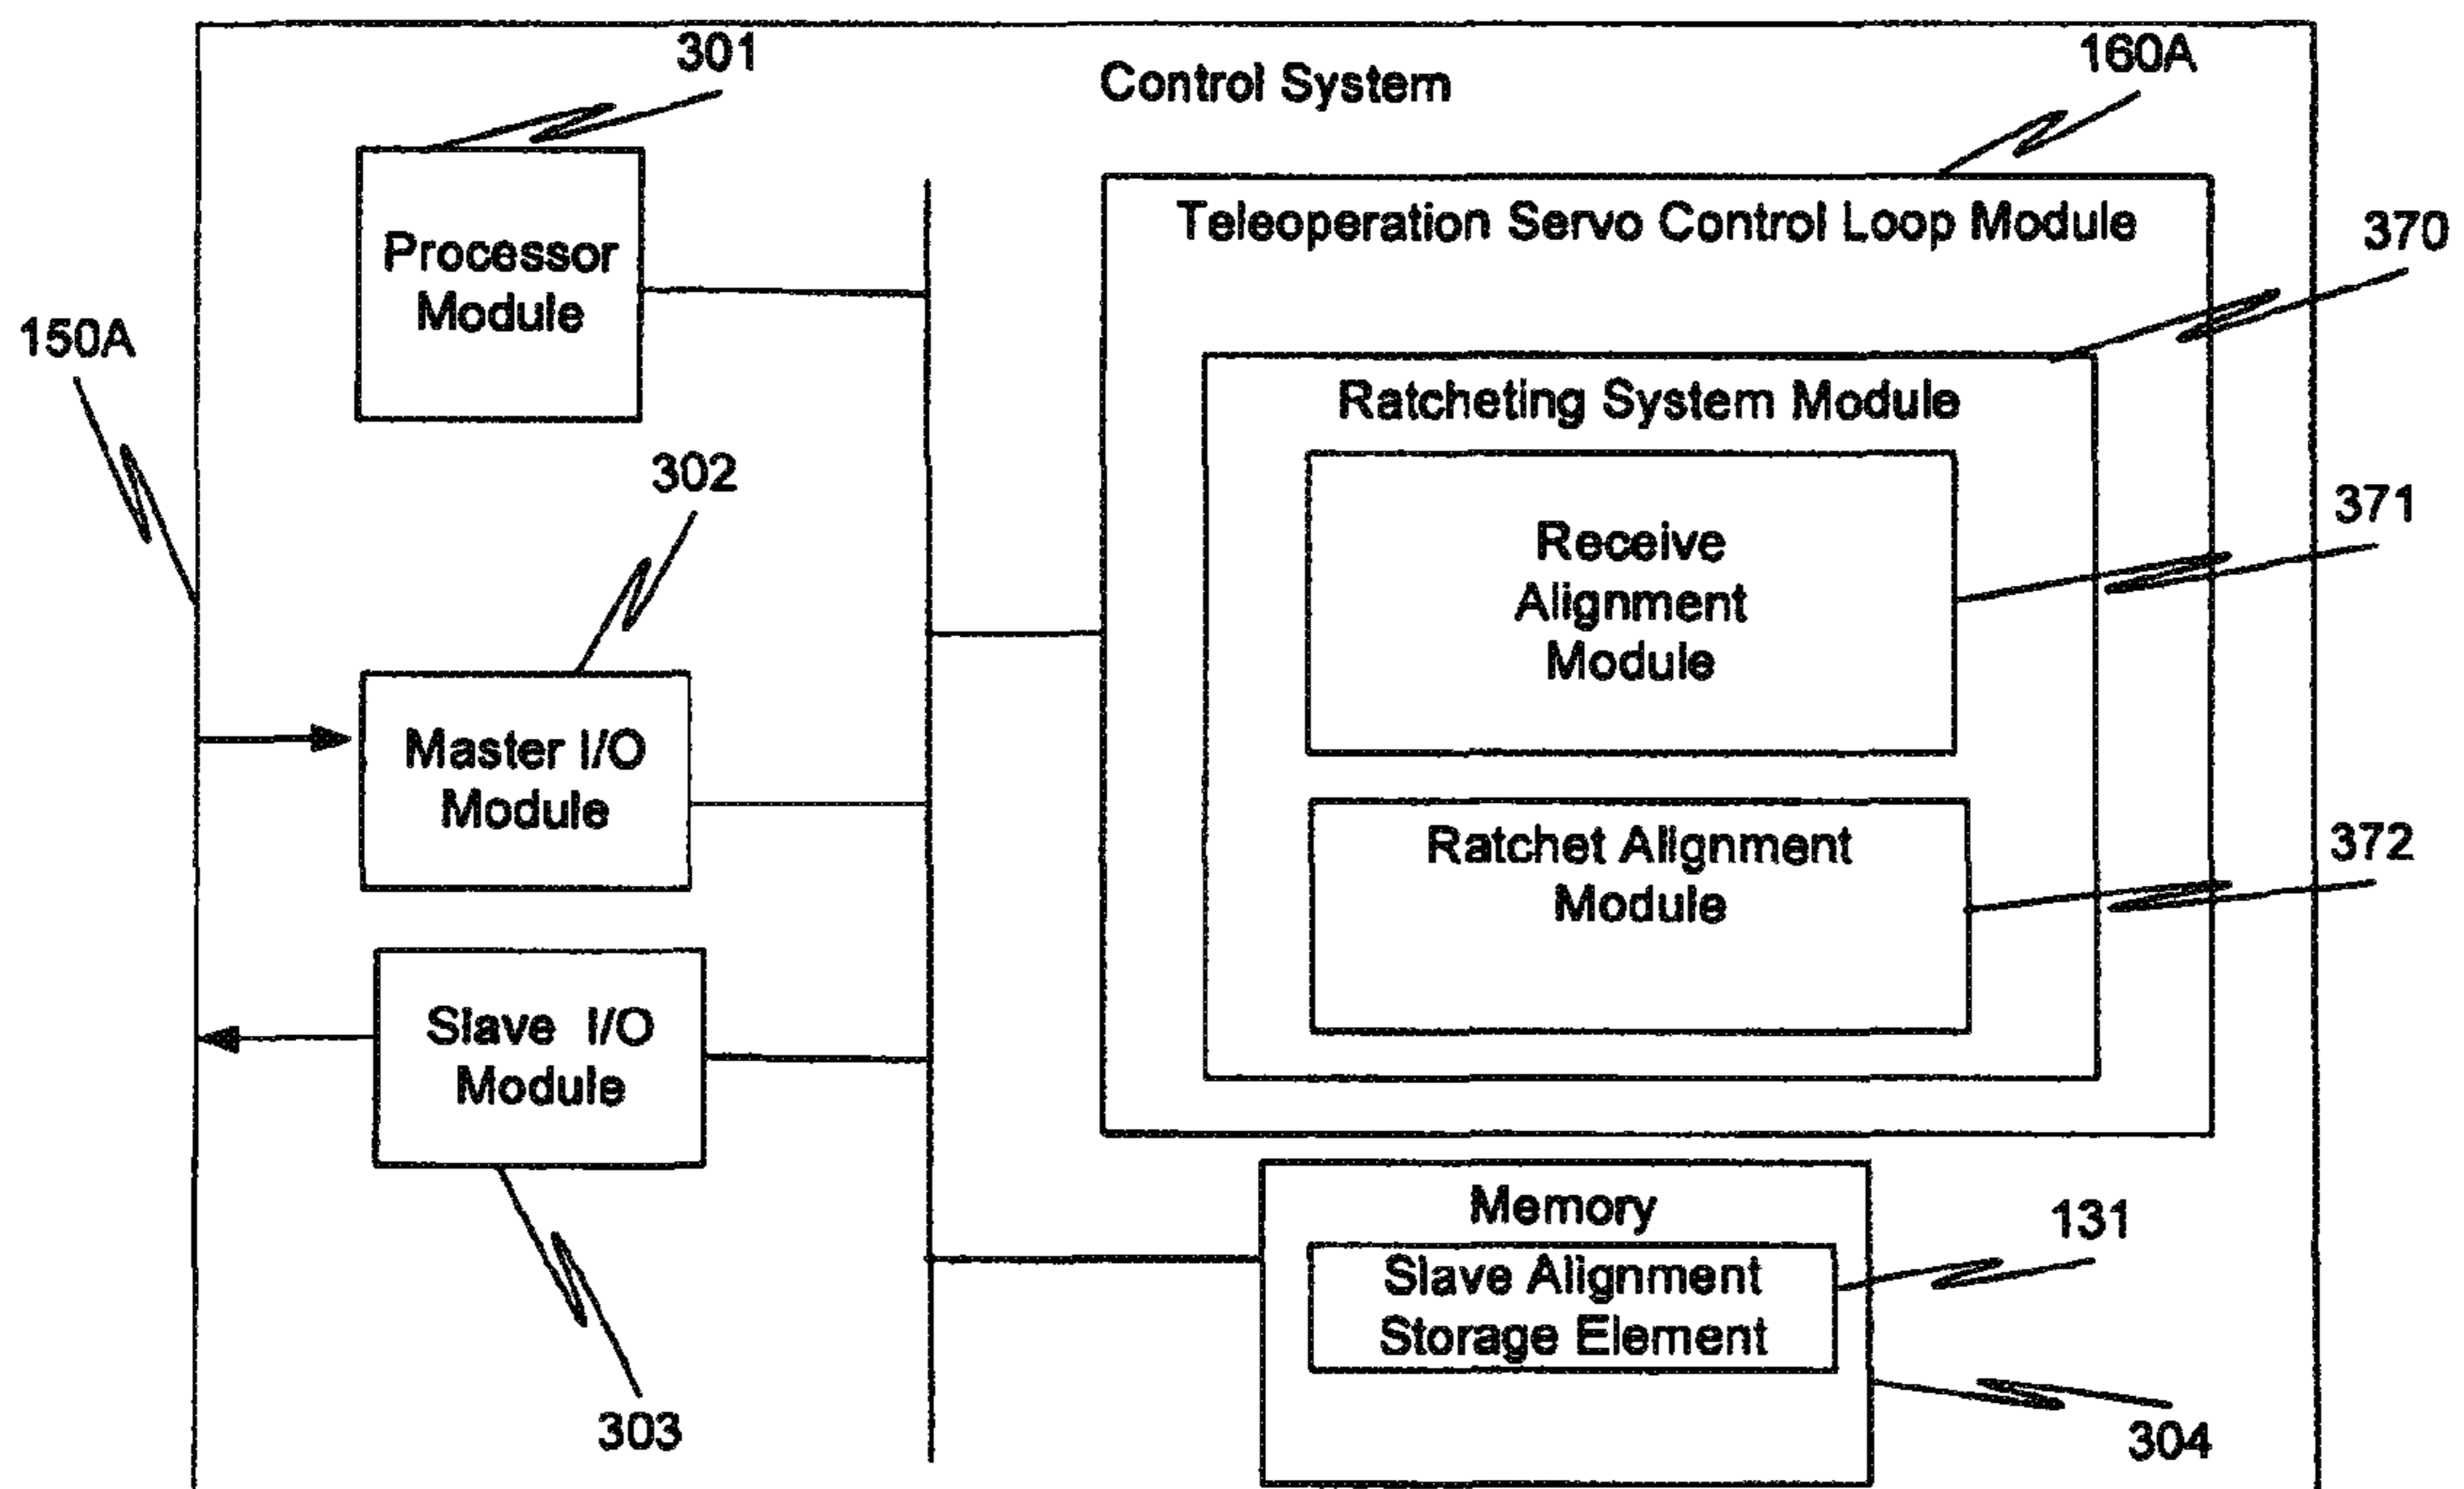 301
Control System
160A
Processor
Module
Teleoperation Servo Control Loop Module
370
150A
Ratcheting System Module
302
Receive
Alignment
Module
371
Master I/O
Module
Ratchet Alignment
Module
372
Slave I/O
Module
Memory
131
Slave Alignment
Storage Element
303
304